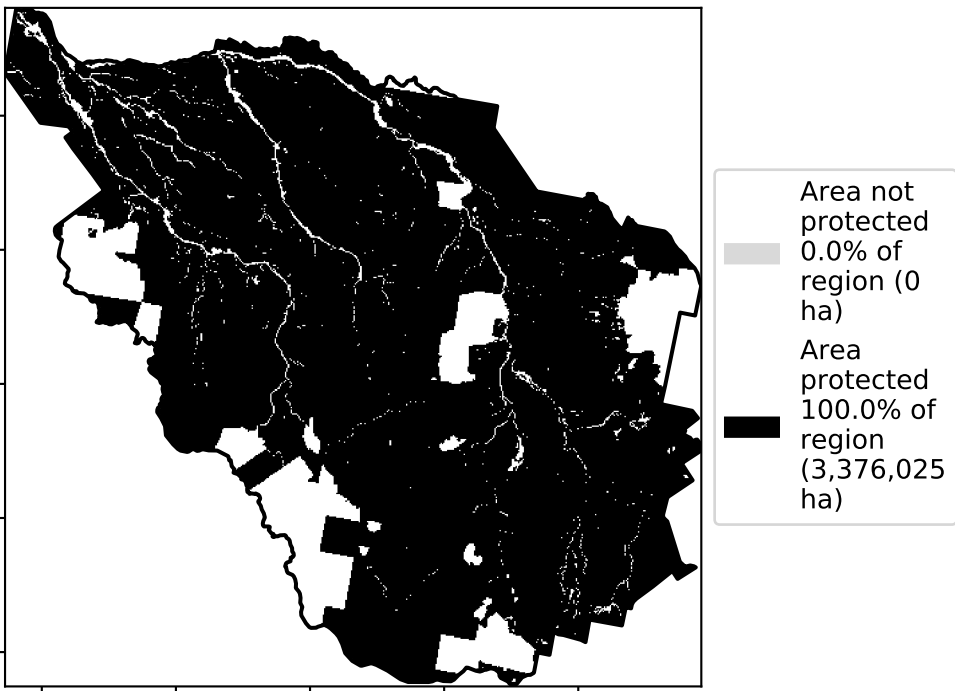 Area not
protected
0.0% of
region (0
ha)
Area
protected
100.0% of
region
(3,376,025
ha)